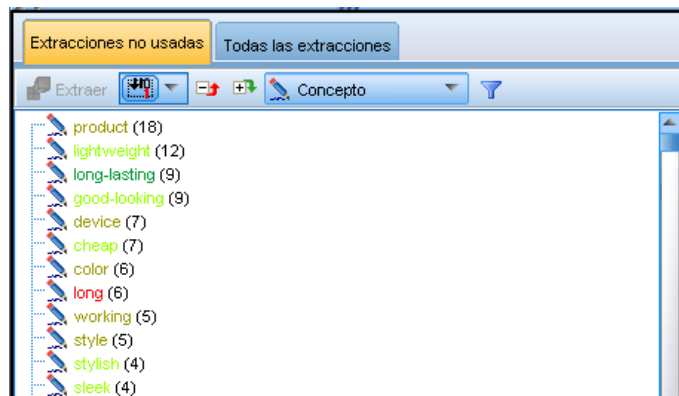 Extracciones no usadas Todas las extracciones
Extraer Concepto
product (18)
lightweight (12)
long-lasting (9)
good-looking (9)
device (7)
cheap (7)
color (6)
long (6)
working (5)
style (5)
stylish (4)
sleek (4)